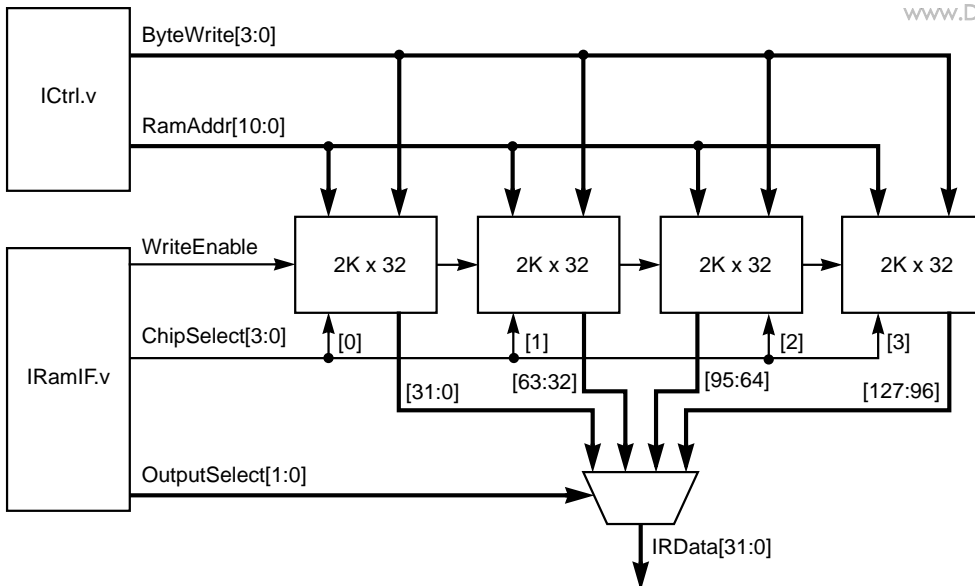 www.D
ByteWrite[3:0]
ICtrl.v
RamAddr[10:0]
WriteEnable
2K x 32
2K x 32
2K x 32
2K x 32
ChipSelect[3:0]
[0]
[1]
[2]
[3]
IRamIF.v
[31:0]
[63:32]
[95:64]
[127:96]
OutputSelect[1:0]
IRData[31:0]